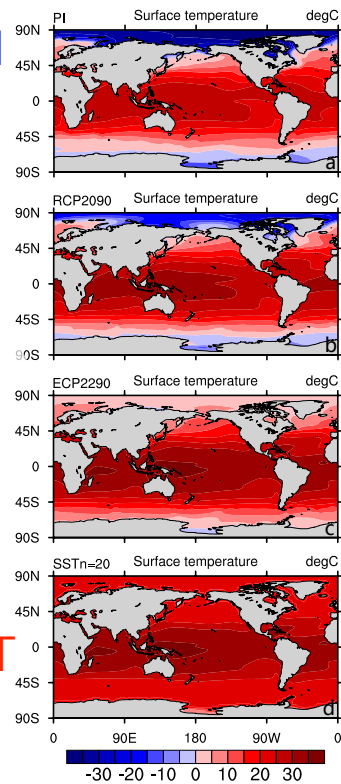 PI Surface temperature degC
90N
45N
0
45S
90S
a
RCP2090 Surface temperature degC
90N
45N
0
45S
90S
b
ECP2290 Surface temperature degC
90N
45N
0
45S
90S
c
SSTn=20 Surface temperature degC
90N
45N
0
45S
90S
d
0 90E 180 90W 0
-30 -20 -10 0 10 20 30